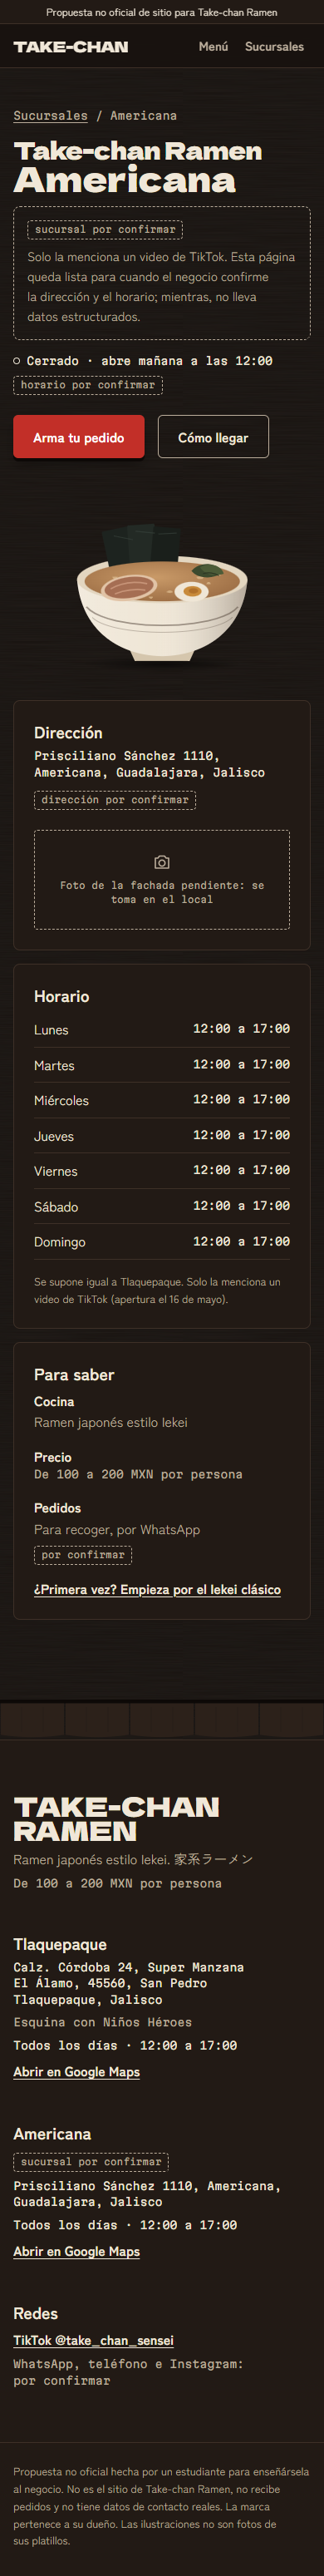 Propuesta no oficial de sitio para Take-chan Ramen
TAKE-CHAN
Menú Sucursales
Sucursales / Americana
Take-chan Ramen
Americana
sucursal por confirmar
Solo la menciona un video de TikTok. Esta página
queda lista para cuando el negocio confirme
la dirección y el horario; mientras, no lleva
datos estructurados.
Cerrado · abre mañana a las 12:00
horario por confirmar
Arma tu pedido
Cómo llegar
Dirección
Prisciliano Sánchez 1110,
Americana, Guadalajara, Jalisco
dirección por confirmar
Foto de la fachada pendiente: se
toma en el local
Horario
Lunes 12:00 a 17:00
Martes 12:00 a 17:00
Miércoles 12:00 a 17:00
Jueves 12:00 a 17:00
Viernes 12:00 a 17:00
Sábado 12:00 a 17:00
Domingo 12:00 a 17:00
Se supone igual a Tlaquepaque. Solo la menciona un
video de TikTok (apertura el 16 de mayo).
Para saber
Cocina
Ramen japonés estilo Iekei
Precio
De 100 a 200 MXN por persona
Pedidos
Para recoger, por WhatsApp
por confirmar
¿Primera vez? Empieza por el Iekei clásico
TAKE-CHAN
RAMEN
Ramen japonés estilo Iekei. 家系ラーメン
De 100 a 200 MXN por persona
Tlaquepaque
Calz. Córdoba 24, Super Manzana
El Álamo, 45560, San Pedro
Tlaquepaque, Jalisco
Esquina con Niños Héroes
Todos los días · 12:00 a 17:00
Abrir en Google Maps
Americana
sucursal por confirmar
Prisciliano Sánchez 1110, Americana,
Guadalajara, Jalisco
Todos los días · 12:00 a 17:00
Abrir en Google Maps
Redes
TikTok @take_chan_sensei
WhatsApp, teléfono e Instagram:
por confirmar
Propuesta no oficial hecha por un estudiante para enseñársela
al negocio. No es el sitio de Take-chan Ramen, no recibe
pedidos y no tiene datos de contacto reales. La marca
pertenece a su dueño. Las ilustraciones no son fotos de
sus platillos.